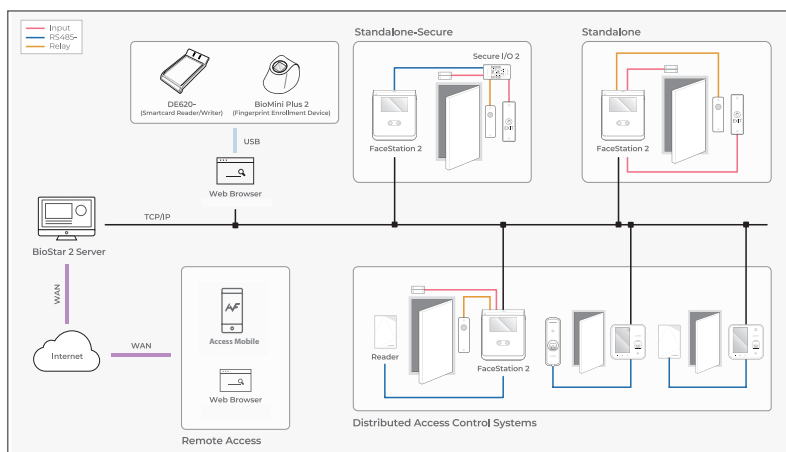 Input
RS485-
Relay
DE620-
(Smartcard Reader/Writer)
BioMini Plus 2
(Fingerprint Enrollment Device)
USB
Web Browser
Standalone-Secure
Secure I/O 2
EXIT
FaceStation 2
Standalone
EXIT
FaceStation 2
TCP/IP
BioStar 2 Server
WAN
Internet
WAN
Access Mobile
Web Browser
Remote Access
Reader
FaceStation 2
Distributed Access Control Systems